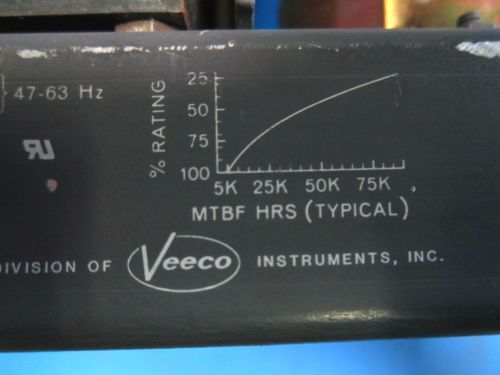 47-63 Hz
% RATING
25
50
75
100
5K 25K 50K 75K
MTBF HRS (TYPICAL)
DIVISION OF Veeco INSTRUMENTS, INC.